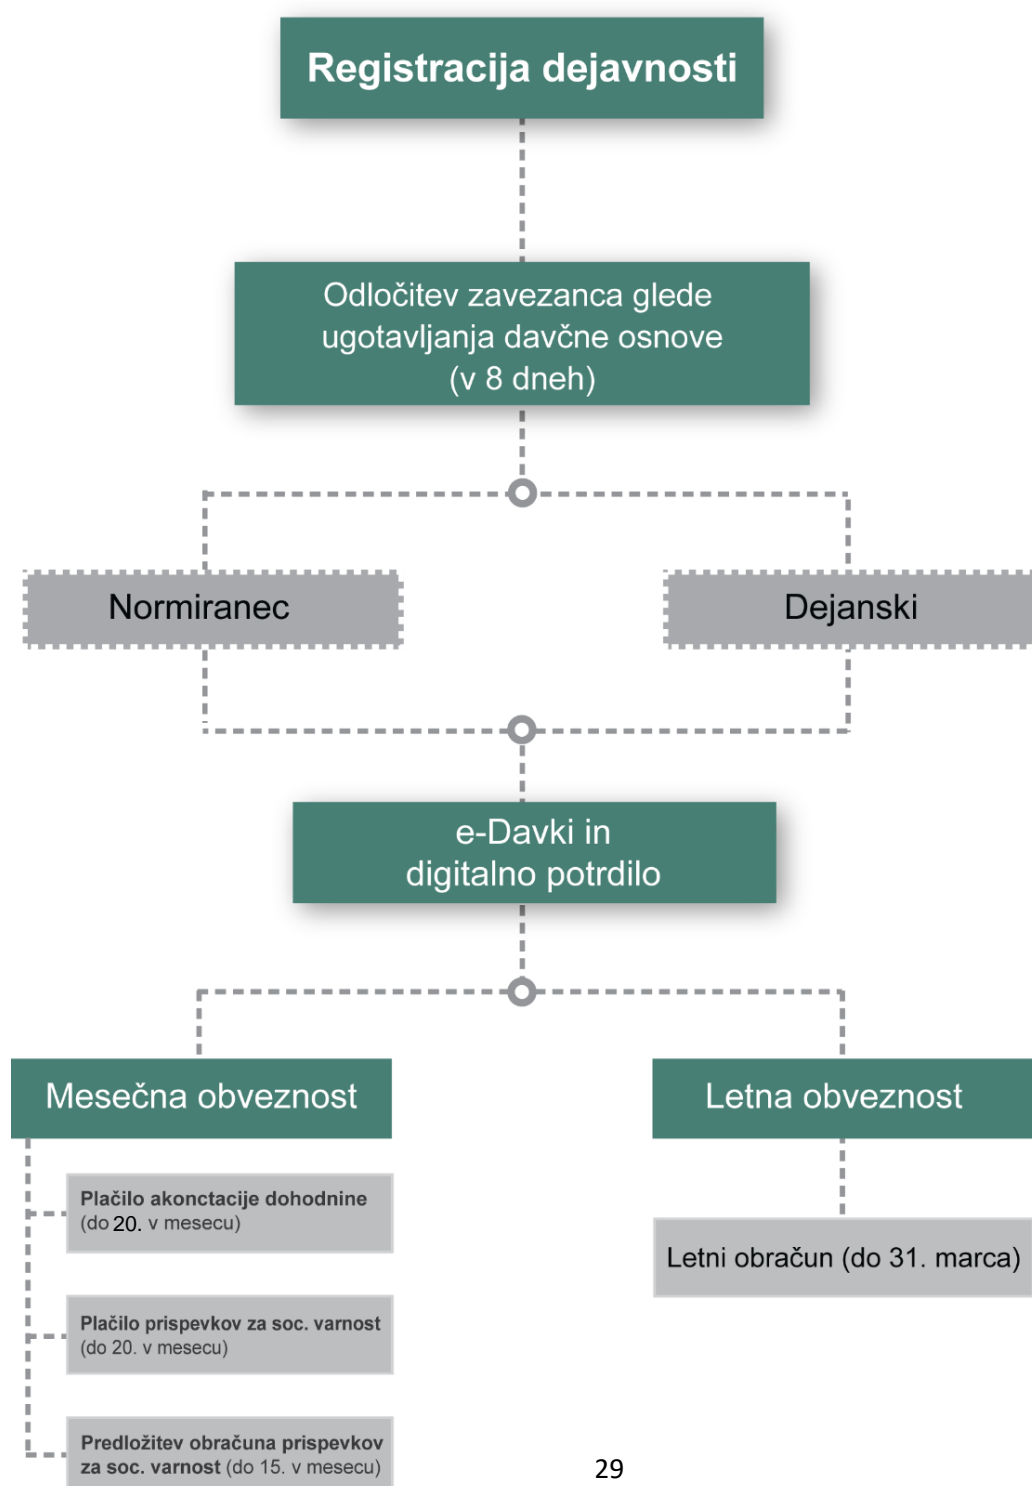 Registracija dejavnosti
Odločitev zavezanca glede
ugotavljanja davčne osnove
(v 8 dneh)
Normiranec
Dejanski
e-Davki in
digitalno potrdilo
Mesečna obveznost
Plačilo akonctacije dohodnine
(do 20. v mesecu)
Plačilo prispevkov za soc. varnost
(do 20. v mesecu)
Predložitev obračuna prispevkov
za soc. varnost (do 15. v mesecu)
Letna obveznost
Letni obračun (do 31. marca)
29